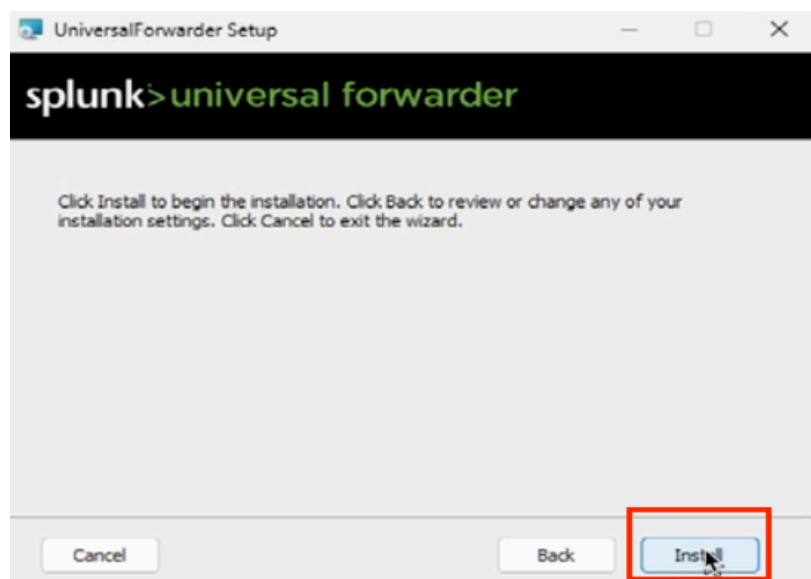 UniversalForwarder Setup
splunk>universal forwarder
Click Install to begin the installation. Click Back to review or change any of your
installation settings. Click Cancel to exit the wizard.
Cancel
Back
Install